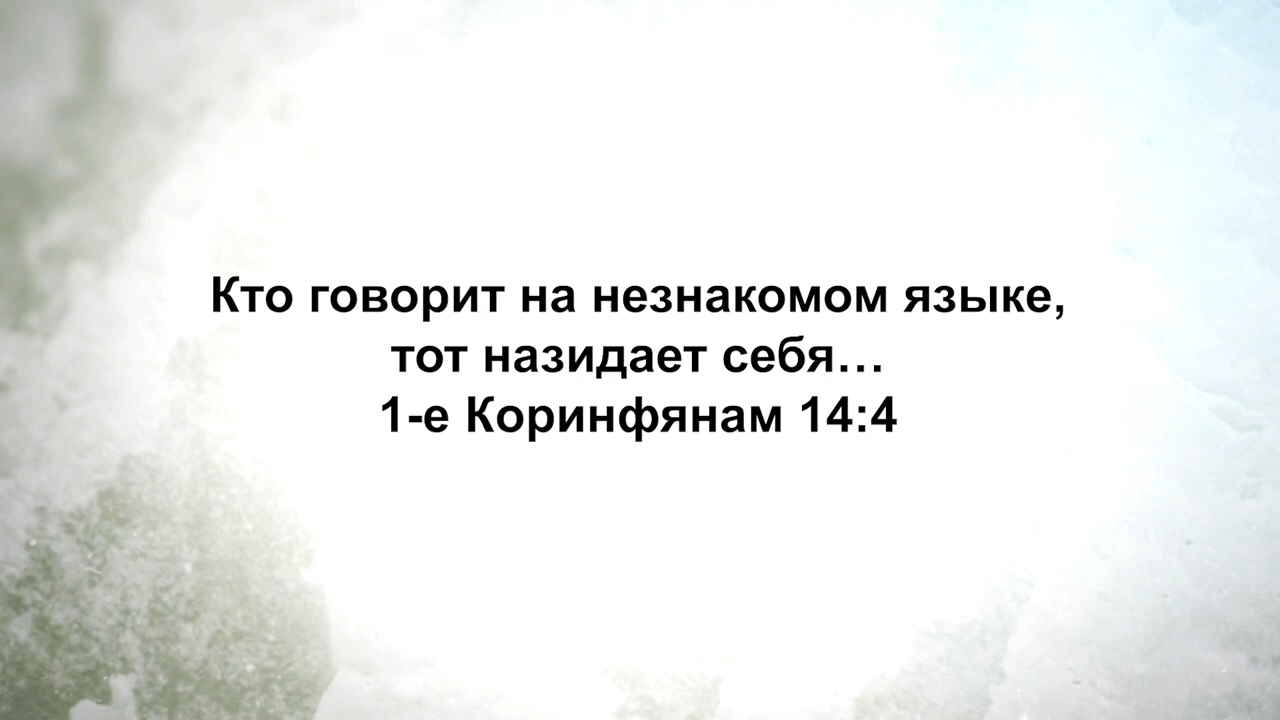 Кто говорит на незнакомом языке,
тот назидает себя…
1-е Коринфянам 14:4